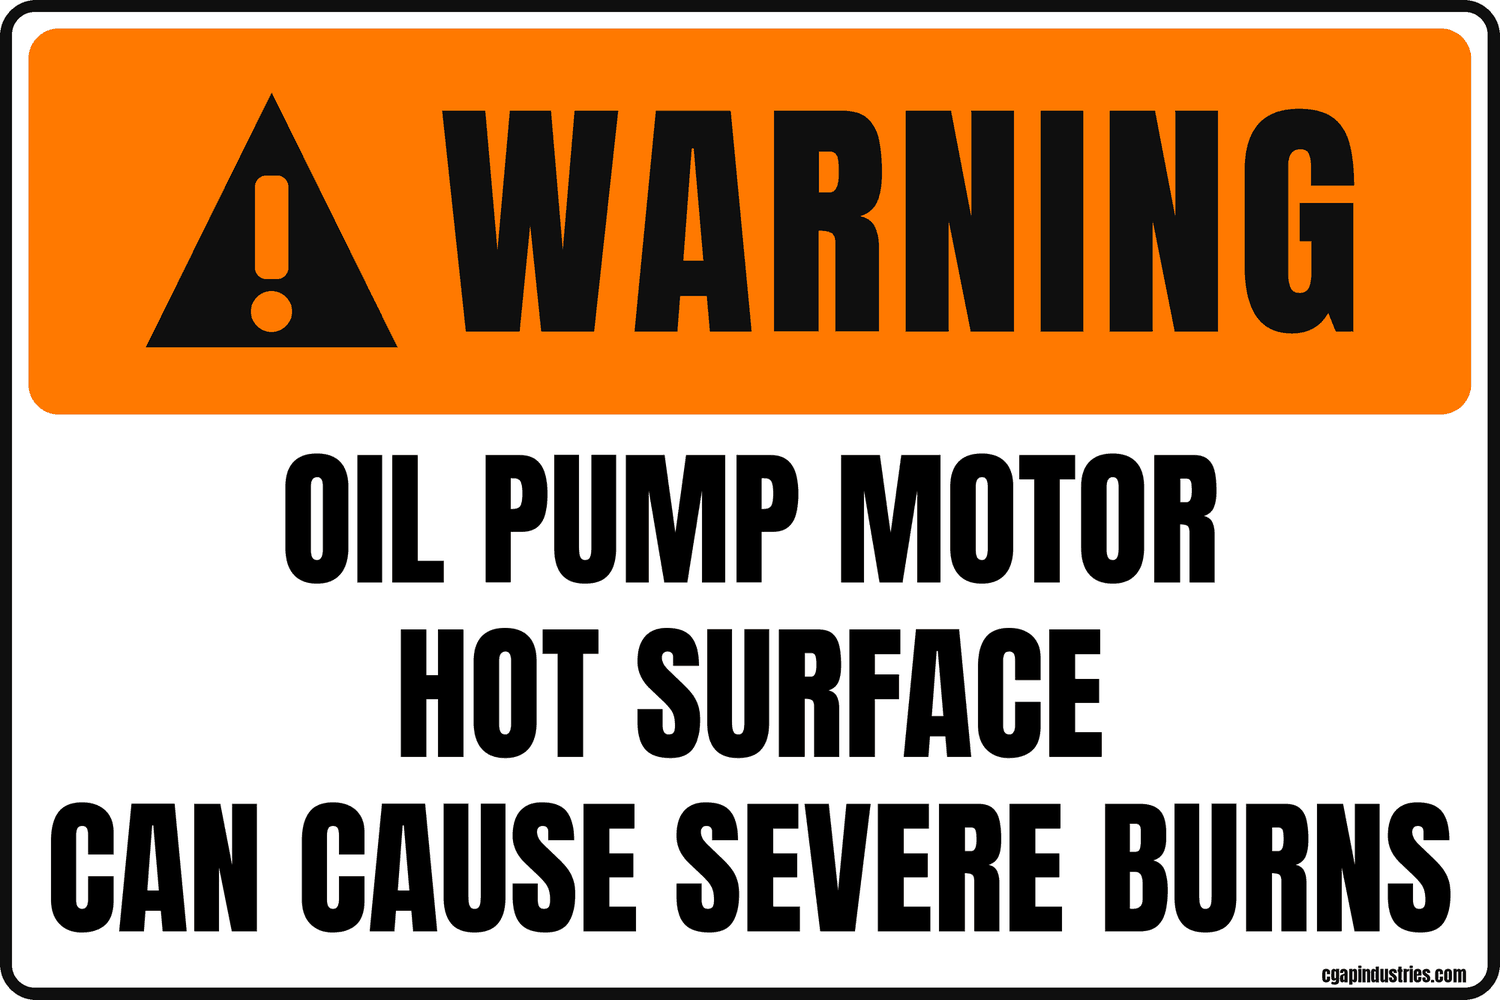 WARNING
OIL PUMP MOTOR
HOT SURFACE
CAN CAUSE SEVERE BURNS
cgapindustries.com